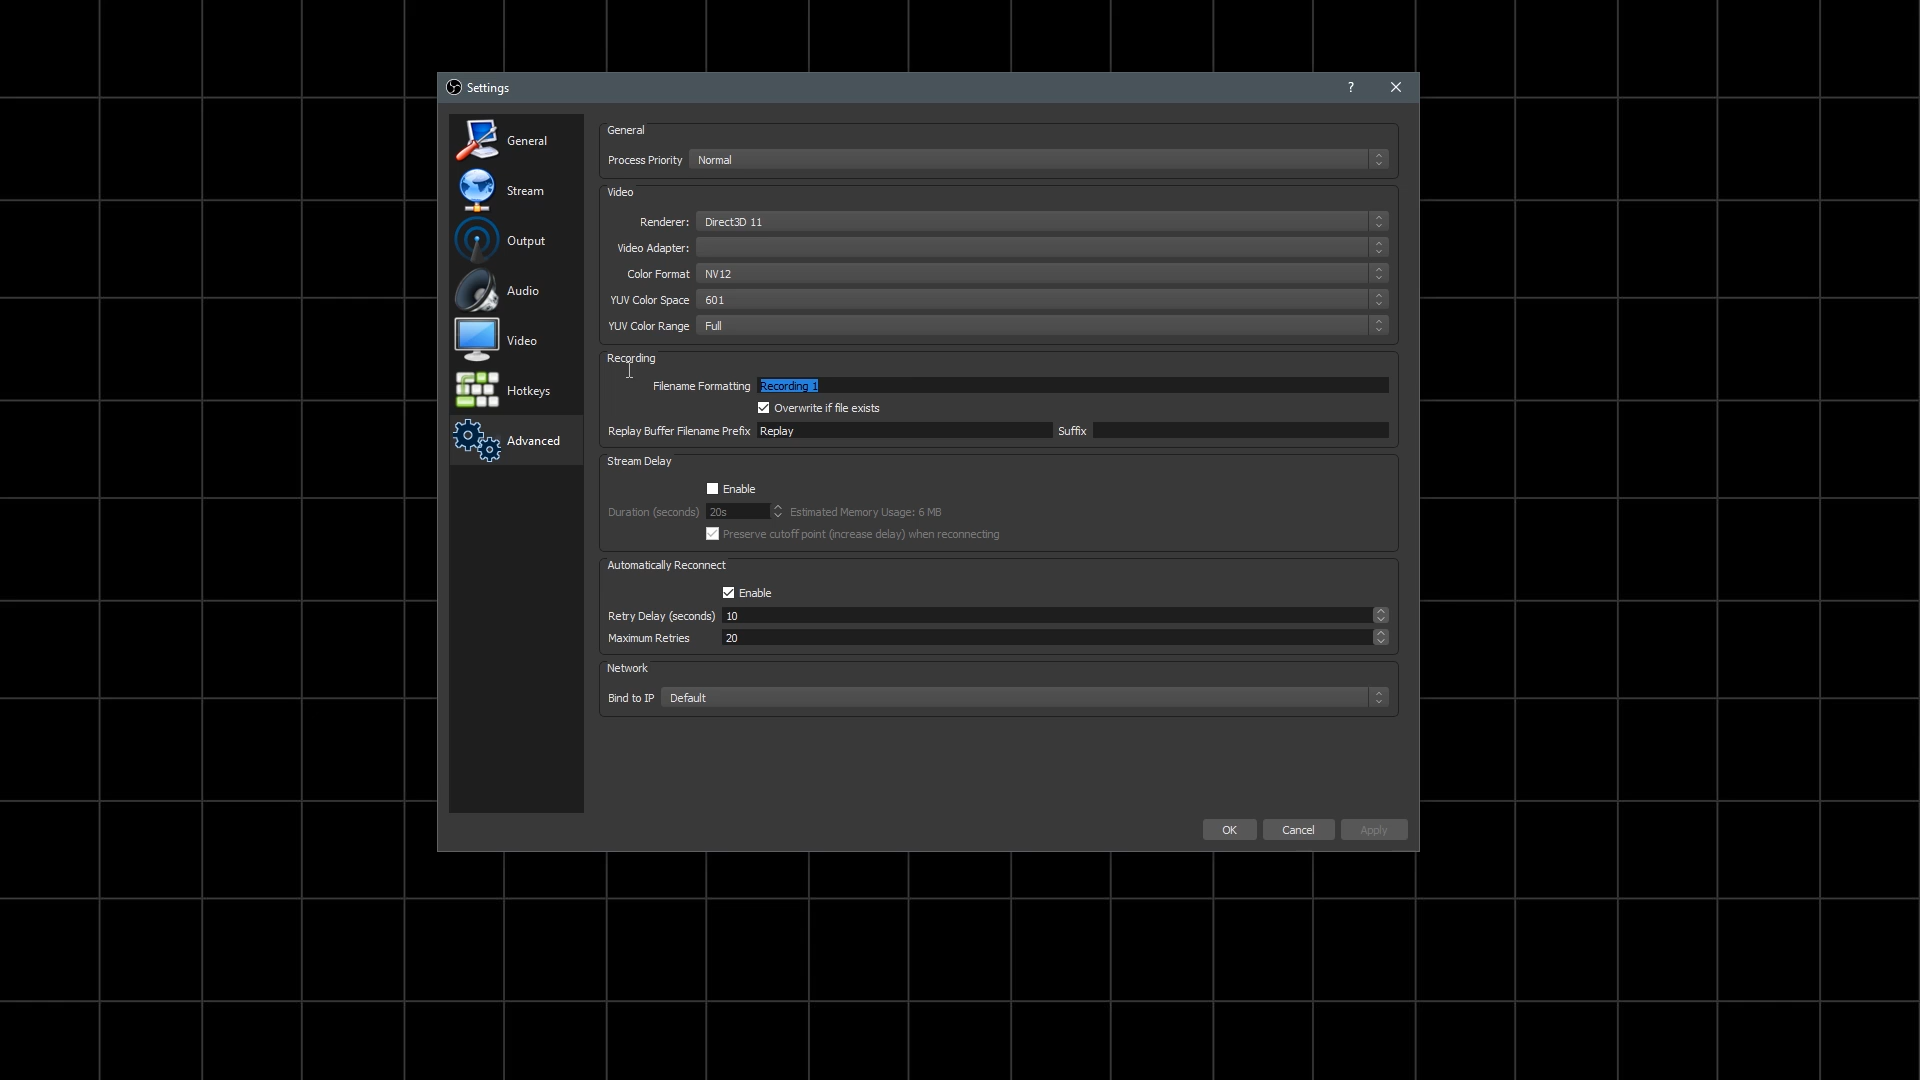 Settings
?
General
Stream
Output
Audio
Video
Hotkeys
Advanced
General
Process Priority Normal
Video
Renderer: Direct3D 11
Video Adapter:
Color Format NV12
YUV Color Space 601
YUV Color Range Full
Recording
Filename Formatting Recording 1
Overwrite if file exists
Replay Buffer Filename Prefix Replay Suffix
Stream Delay
Enable
Duration (seconds) 20s Estimated Memory Usage: 6 MB
Preserve cutoff point (increase delay) when reconnecting
Automatically Reconnect
Enable
Retry Delay (seconds) 10
Maximum Retries 20
Network
Bind to IP Default
OK Cancel Apply